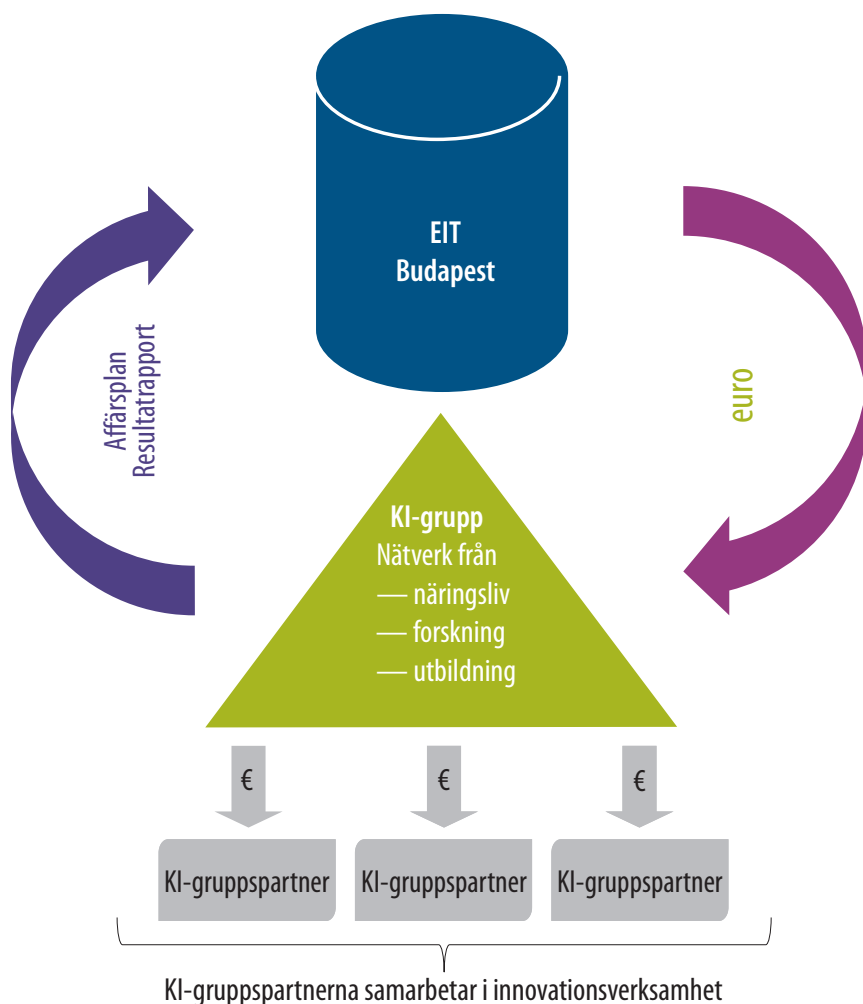 EIT
Budapest
Affärsplan
Resultatrapport
euro
KI-grupp
Nätverk från
— näringsliv
— forskning
— utbildning
€ € €
KI-gruppspartner KI-gruppspartner KI-gruppspartner
KI-gruppspartnerna samarbetar i innovationsverksamhet